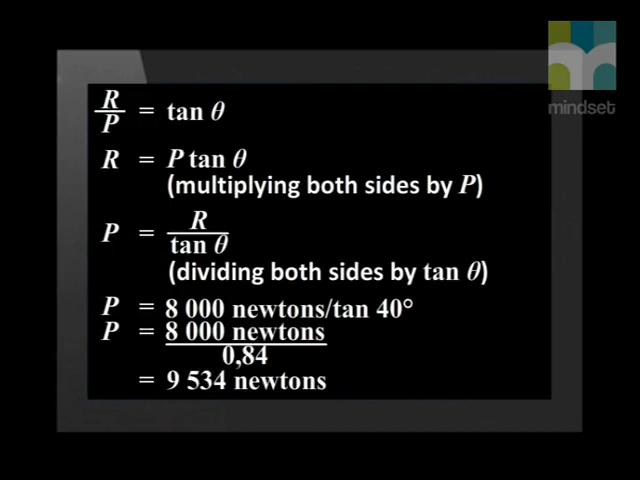 mindset
R/P = tan θ
R = P tan θ
(multiplying both sides by P)
P = R/tan θ
(dividing both sides by tan θ)
P = 8 000 newtons/tan 40°
P = 8 000 newtons/0,84
= 9 534 newtons